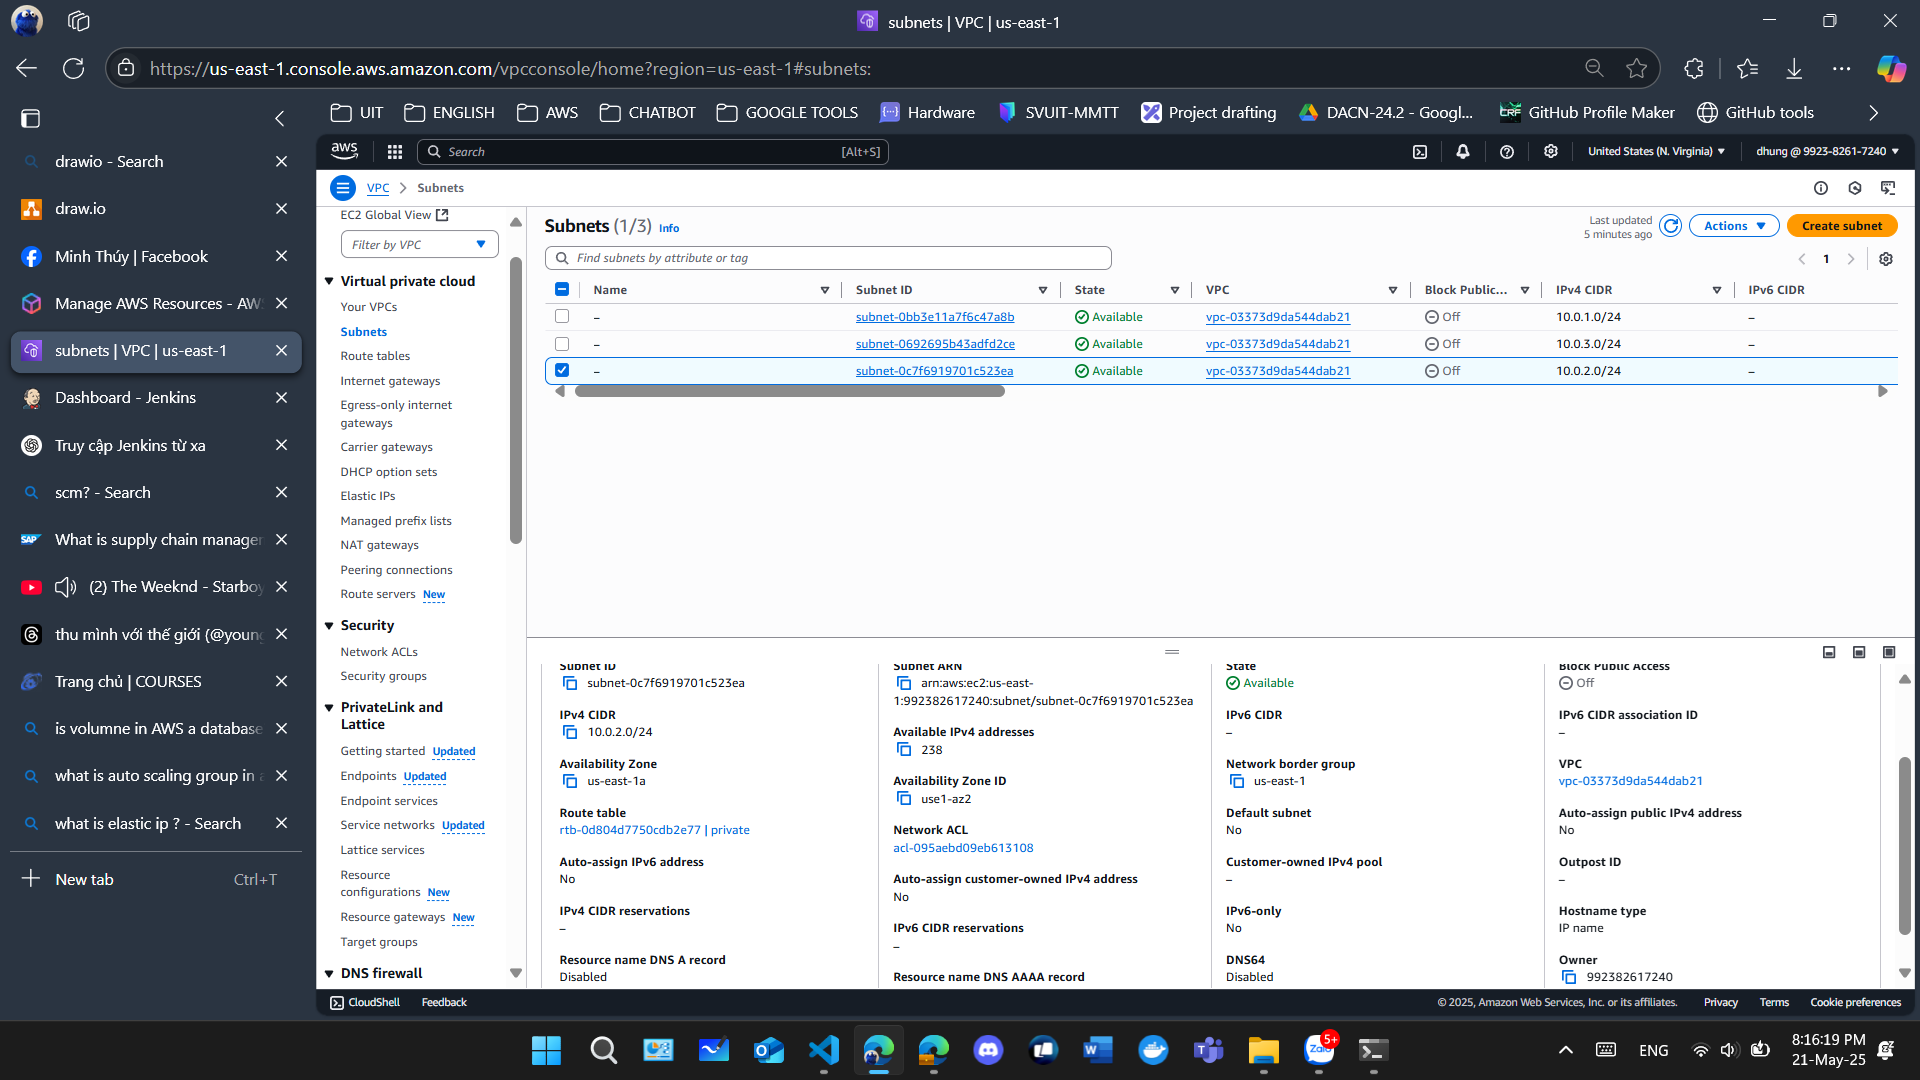 subnets | VPC | us-east-1
https://us-east-1.console.aws.amazon.com/vpcconsole/home?region=us-east-1#subnets:
UIT ENGLISH AWS CHATBOT GOOGLE TOOLS Hardware SVUIT-MMTT Project drafting DACN-24.2 - Googl... GitHub Profile Maker GitHub tools
drawio - Search
draw.io
Minh Thúy | Facebook
Manage AWS Resources - AW
subnets | VPC | us-east-1
Dashboard - Jenkins
Truy cập Jenkins từ xa
scm? - Search
What is supply chain manager
(2) The Weeknd - Starboy
thu mình với thế giới (@young
Trang chủ | COURSES
is volumne in AWS a database
what is auto scaling group in a
what is elastic ip ? - Search
New tab Ctrl+T
aws Search [Alt+S] United States (N. Virginia) dhung @ 9923-8261-7240
VPC Subnets
EC2 Global View
Filter by VPC
Virtual private cloud
Your VPCs
Subnets
Route tables
Internet gateways
Egress-only internet
gateways
Carrier gateways
DHCP option sets
Elastic IPs
Managed prefix lists
NAT gateways
Peering connections
Route servers New
Security
Network ACLs
Security groups
PrivateLink and
Lattice
Getting started Updated
Endpoints Updated
Endpoint services
Service networks Updated
Lattice services
Resource
configurations New
Resource gateways New
Target groups
DNS firewall
Subnets (1/3) Info
Last updated
5 minutes ago
Actions
Create subnet
Find subnets by attribute or tag
1
Name Subnet ID State VPC Block Public... IPv4 CIDR IPv6 CIDR
– subnet-0bb3e11a7f6c47a8b Available vpc-03373d9da544dab21 Off 10.0.1.0/24 –
– subnet-0692695b43adfd2ce Available vpc-03373d9da544dab21 Off 10.0.3.0/24 –
– subnet-0c7f6919701c523ea Available vpc-03373d9da544dab21 Off 10.0.2.0/24 –
Subnet ID
subnet-0c7f6919701c523ea
IPv4 CIDR
10.0.2.0/24
Availability Zone
us-east-1a
Route table
rtb-0d804d7750cdb2e77 | private
Auto-assign IPv6 address
No
IPv4 CIDR reservations
–
Resource name DNS A record
Disabled
Subnet ARN
arn:aws:ec2:us-east-
1:992382617240:subnet/subnet-0c7f6919701c523ea
Available IPv4 addresses
238
Availability Zone ID
use1-az2
Network ACL
acl-095aebd09eb613108
Auto-assign customer-owned IPv4 address
No
IPv6 CIDR reservations
–
Resource name DNS AAAA record
State
Available
IPv6 CIDR
–
Network border group
us-east-1
Default subnet
No
Customer-owned IPv4 pool
–
IPv6-only
No
DNS64
Disabled
Block Public Access
Off
IPv6 CIDR association ID
–
VPC
vpc-03373d9da544dab21
Auto-assign public IPv4 address
No
Outpost ID
–
Hostname type
IP name
Owner
992382617240
CloudShell Feedback © 2025, Amazon Web Services, Inc. or its affiliates. Privacy Terms Cookie preferences
Zalo 5+
ENG
8:16:19 PM
21-May-25